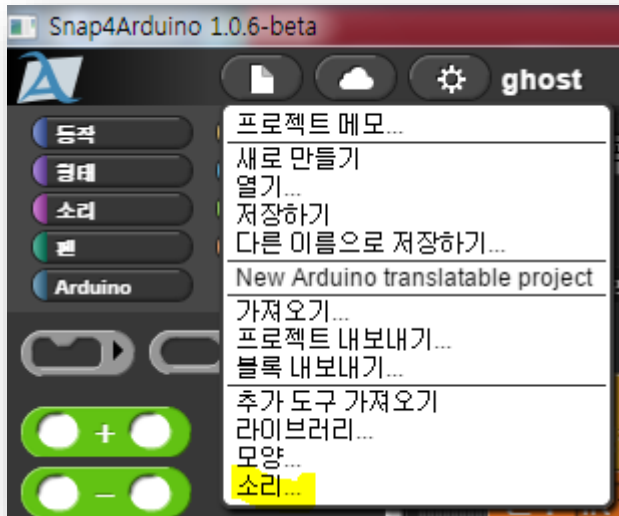 Snap4Arduino 1.0.6-beta
ghost
동작
형태
소리
펜
Arduino
프로젝트 메모...
새로 만들기
열기...
저장하기
다른 이름으로 저장하기...
New Arduino translatable project
가져오기...
프로젝트 내보내기...
블록 내보내기...
추가 도구 가져오기
라이브러리...
모양...
소리...
+
−